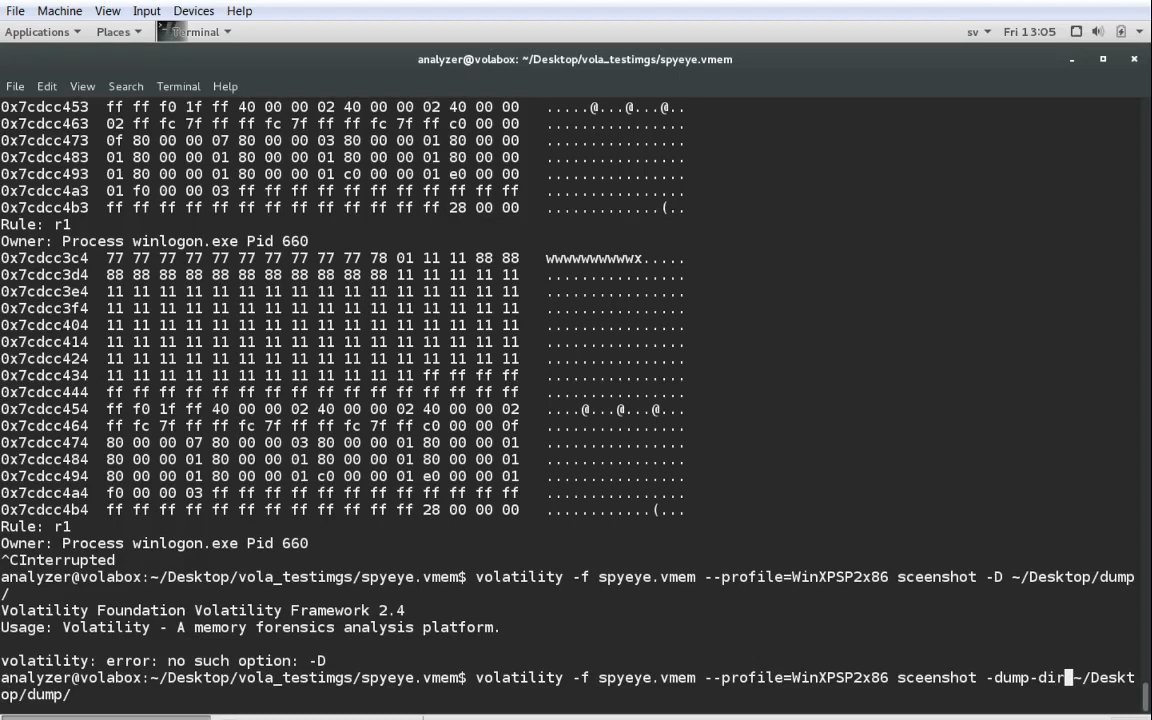 File Machine View Input Devices Help
Applications Places Terminal sv Fri 13:05
analyzer@volabox: ~/Desktop/vola_testimgs/spyeye.vmem
File Edit View Search Terminal Help
0x7cdcc453 ff ff f0 1f ff 40 00 00 02 40 00 00 02 40 00 00 .....@...@...@..
0x7cdcc463 02 ff fc 7f ff ff fc 7f ff ff fc 7f ff c0 00 00 ................
0x7cdcc473 0f 80 00 00 07 80 00 00 03 80 00 00 01 80 00 00 ................
0x7cdcc483 01 80 00 00 01 80 00 00 01 80 00 00 01 80 00 00 ................
0x7cdcc493 01 80 00 00 01 80 00 00 01 c0 00 00 01 e0 00 00 ................
0x7cdcc4a3 01 f0 00 00 03 ff ff ff ff ff ff ff ff ff ff ff ................
0x7cdcc4b3 ff ff ff ff ff ff ff ff ff ff ff ff ff 28 00 00 .............(..
Rule: r1
Owner: Process winlogon.exe Pid 660
0x7cdcc3c4 77 77 77 77 77 77 77 77 77 77 78 01 11 11 88 88 wwwwwwwwwwx.....
0x7cdcc3d4 88 88 88 88 88 88 88 88 88 88 88 11 11 11 11 11 ................
0x7cdcc3e4 11 11 11 11 11 11 11 11 11 11 11 11 11 11 11 11 ................
0x7cdcc3f4 11 11 11 11 11 11 11 11 11 11 11 11 11 11 11 11 ................
0x7cdcc404 11 11 11 11 11 11 11 11 11 11 11 11 11 11 11 11 ................
0x7cdcc414 11 11 11 11 11 11 11 11 11 11 11 11 11 11 11 11 ................
0x7cdcc424 11 11 11 11 11 11 11 11 11 11 11 11 11 11 11 11 ................
0x7cdcc434 11 11 11 11 11 11 11 11 11 11 11 11 ff ff ff ff ................
0x7cdcc444 ff ff ff ff ff ff ff ff ff ff ff ff ff ff ff ff ................
0x7cdcc454 ff f0 1f ff 40 00 00 02 40 00 00 02 40 00 00 02 ....@...@...@...
0x7cdcc464 ff fc 7f ff ff fc 7f ff ff fc 7f ff c0 00 00 0f ................
0x7cdcc474 80 00 00 07 80 00 00 03 80 00 00 01 80 00 00 01 ................
0x7cdcc484 80 00 00 01 80 00 00 01 80 00 00 01 80 00 00 01 ................
0x7cdcc494 80 00 00 01 80 00 00 01 c0 00 00 01 e0 00 00 01 ................
0x7cdcc4a4 f0 00 00 03 ff ff ff ff ff ff ff ff ff ff ff ff ................
0x7cdcc4b4 ff ff ff ff ff ff ff ff ff ff ff ff 28 00 00 00 ............(...
Rule: r1
Owner: Process winlogon.exe Pid 660
^CInterrupted
analyzer@volabox:~/Desktop/vola_testimgs/spyeye.vmem$ volatility -f spyeye.vmem --profile=WinXPSP2x86 sceenshot -D ~/Desktop/dump
/
Volatility Foundation Volatility Framework 2.4
Usage: Volatility - A memory forensics analysis platform.
volatility: error: no such option: -D
analyzer@volabox:~/Desktop/vola_testimgs/spyeye.vmem$ volatility -f spyeye.vmem --profile=WinXPSP2x86 sceenshot -dump-dir ~/Deskt
op/dump/